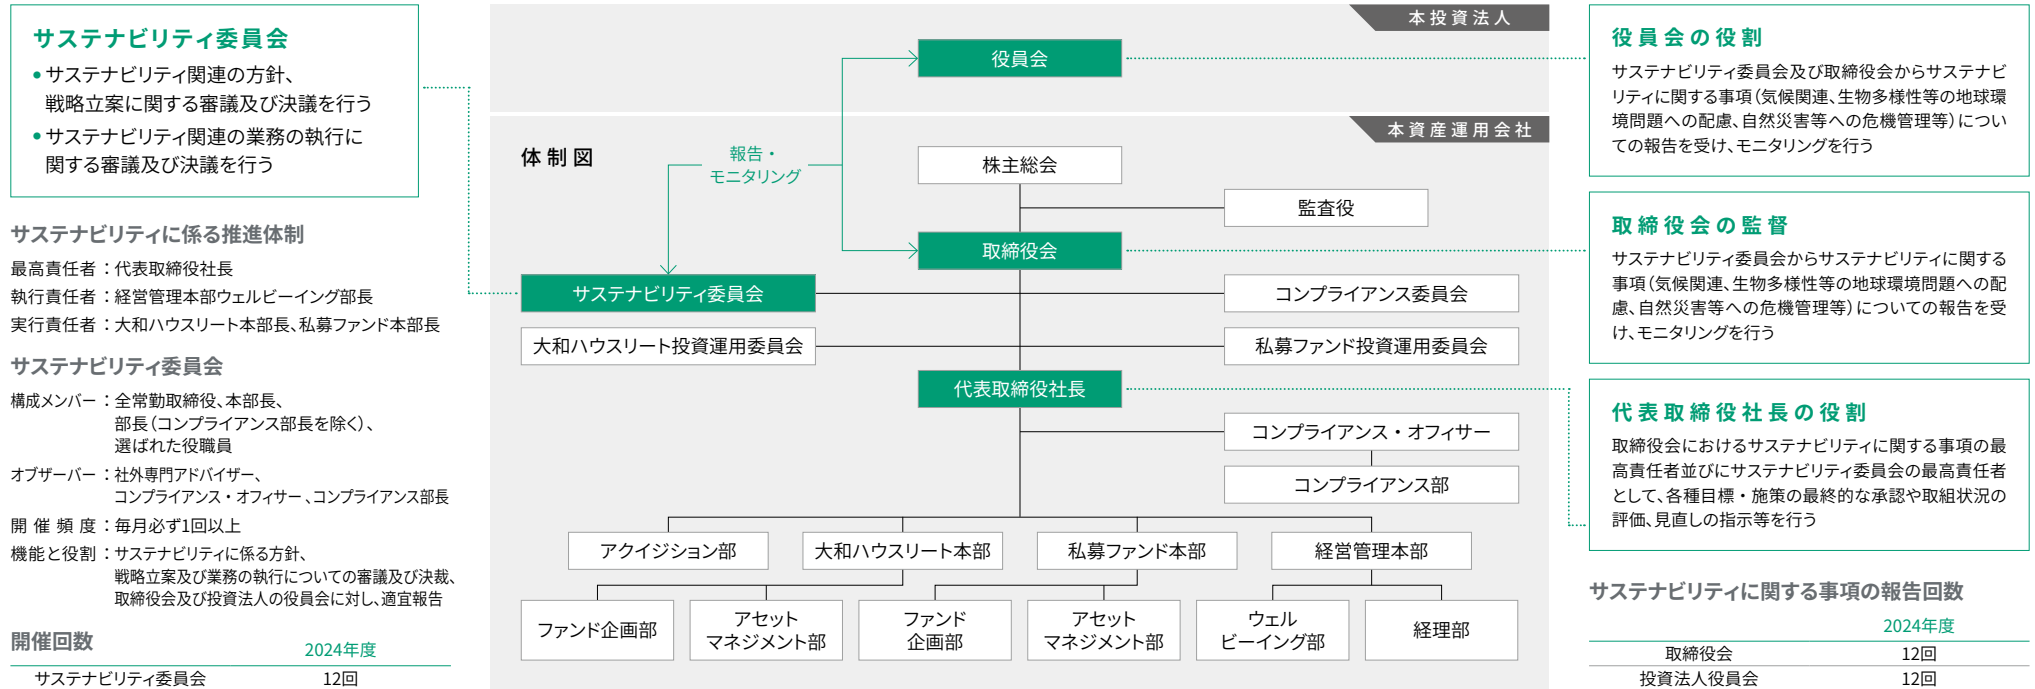 サステナビリティ委員会
• サステナビリティ関連の方針、
戦略立案に関する審議及び決議を行う
• サステナビリティ関連の業務の執行に
関する審議及び決議を行う
サステナビリティに係る推進体制
最高責任者：代表取締役社長
執行責任者：経営管理本部ウェルビーイング部長
実行責任者：大和ハウスリート本部長、私募ファンド本部長
サステナビリティ委員会
構成メンバー：全常勤取締役、本部長、
部長（コンプライアンス部長を除く）、
選ばれた役職員
オブザーバー：社外専門アドバイザー、
コンプライアンス・オフィサー、コンプライアンス部長
開催頻度：毎月必ず1回以上
機能と役割：サステナビリティに係る方針、
戦略立案及び業務の執行についての審議及び決裁、
取締役会及び投資法人の役員会に対し、適宜報告
開催回数
2024年度
サステナビリティ委員会 12回
本投資法人
役員会
本資産運用会社
体制図
報告・
モニタリング
株主総会
監査役
取締役会
サステナビリティ委員会
コンプライアンス委員会
大和ハウスリート投資運用委員会
私募ファンド投資運用委員会
代表取締役社長
コンプライアンス・オフィサー
コンプライアンス部
アクイジション部
大和ハウスリート本部
私募ファンド本部
経営管理本部
ファンド企画部
アセット
マネジメント部
ファンド
企画部
アセット
マネジメント部
ウェル
ビーイング部
経理部
役員会の役割
サステナビリティ委員会及び取締役会からサステナビ
リティに関する事項（気候関連、生物多様性等の地球環
境問題への配慮、自然災害等への危機管理等）につい
ての報告を受け、モニタリングを行う
取締役会の監督
サステナビリティ委員会からサステナビリティに関する
事項（気候関連、生物多様性等の地球環境問題への配
慮、自然災害等への危機管理等）についての報告を受
け、モニタリングを行う
代表取締役社長の役割
取締役会におけるサステナビリティに関する事項の最
高責任者並びにサステナビリティ委員会の最高責任者
として、各種目標・施策の最終的な承認や取組状況の
評価、見直しの指示等を行う
サステナビリティに関する事項の報告回数
2024年度
取締役会 12回
投資法人役員会 12回